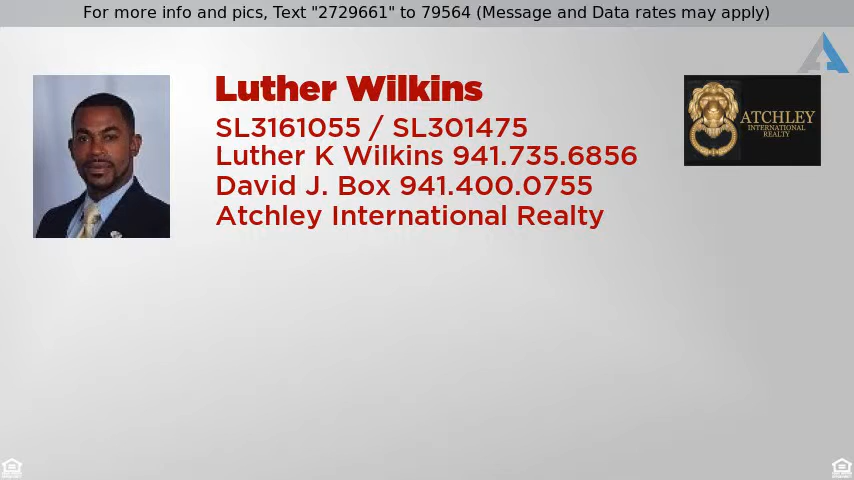 For more info and pics, Text "2729661" to 79564 (Message and Data rates may apply)
Luther Wilkins
SL3161055 / SL301475
Luther K Wilkins 941.735.6856
David J. Box 941.400.0755
Atchley International Realty
ATCHLEY
INTERNATIONAL
REALTY